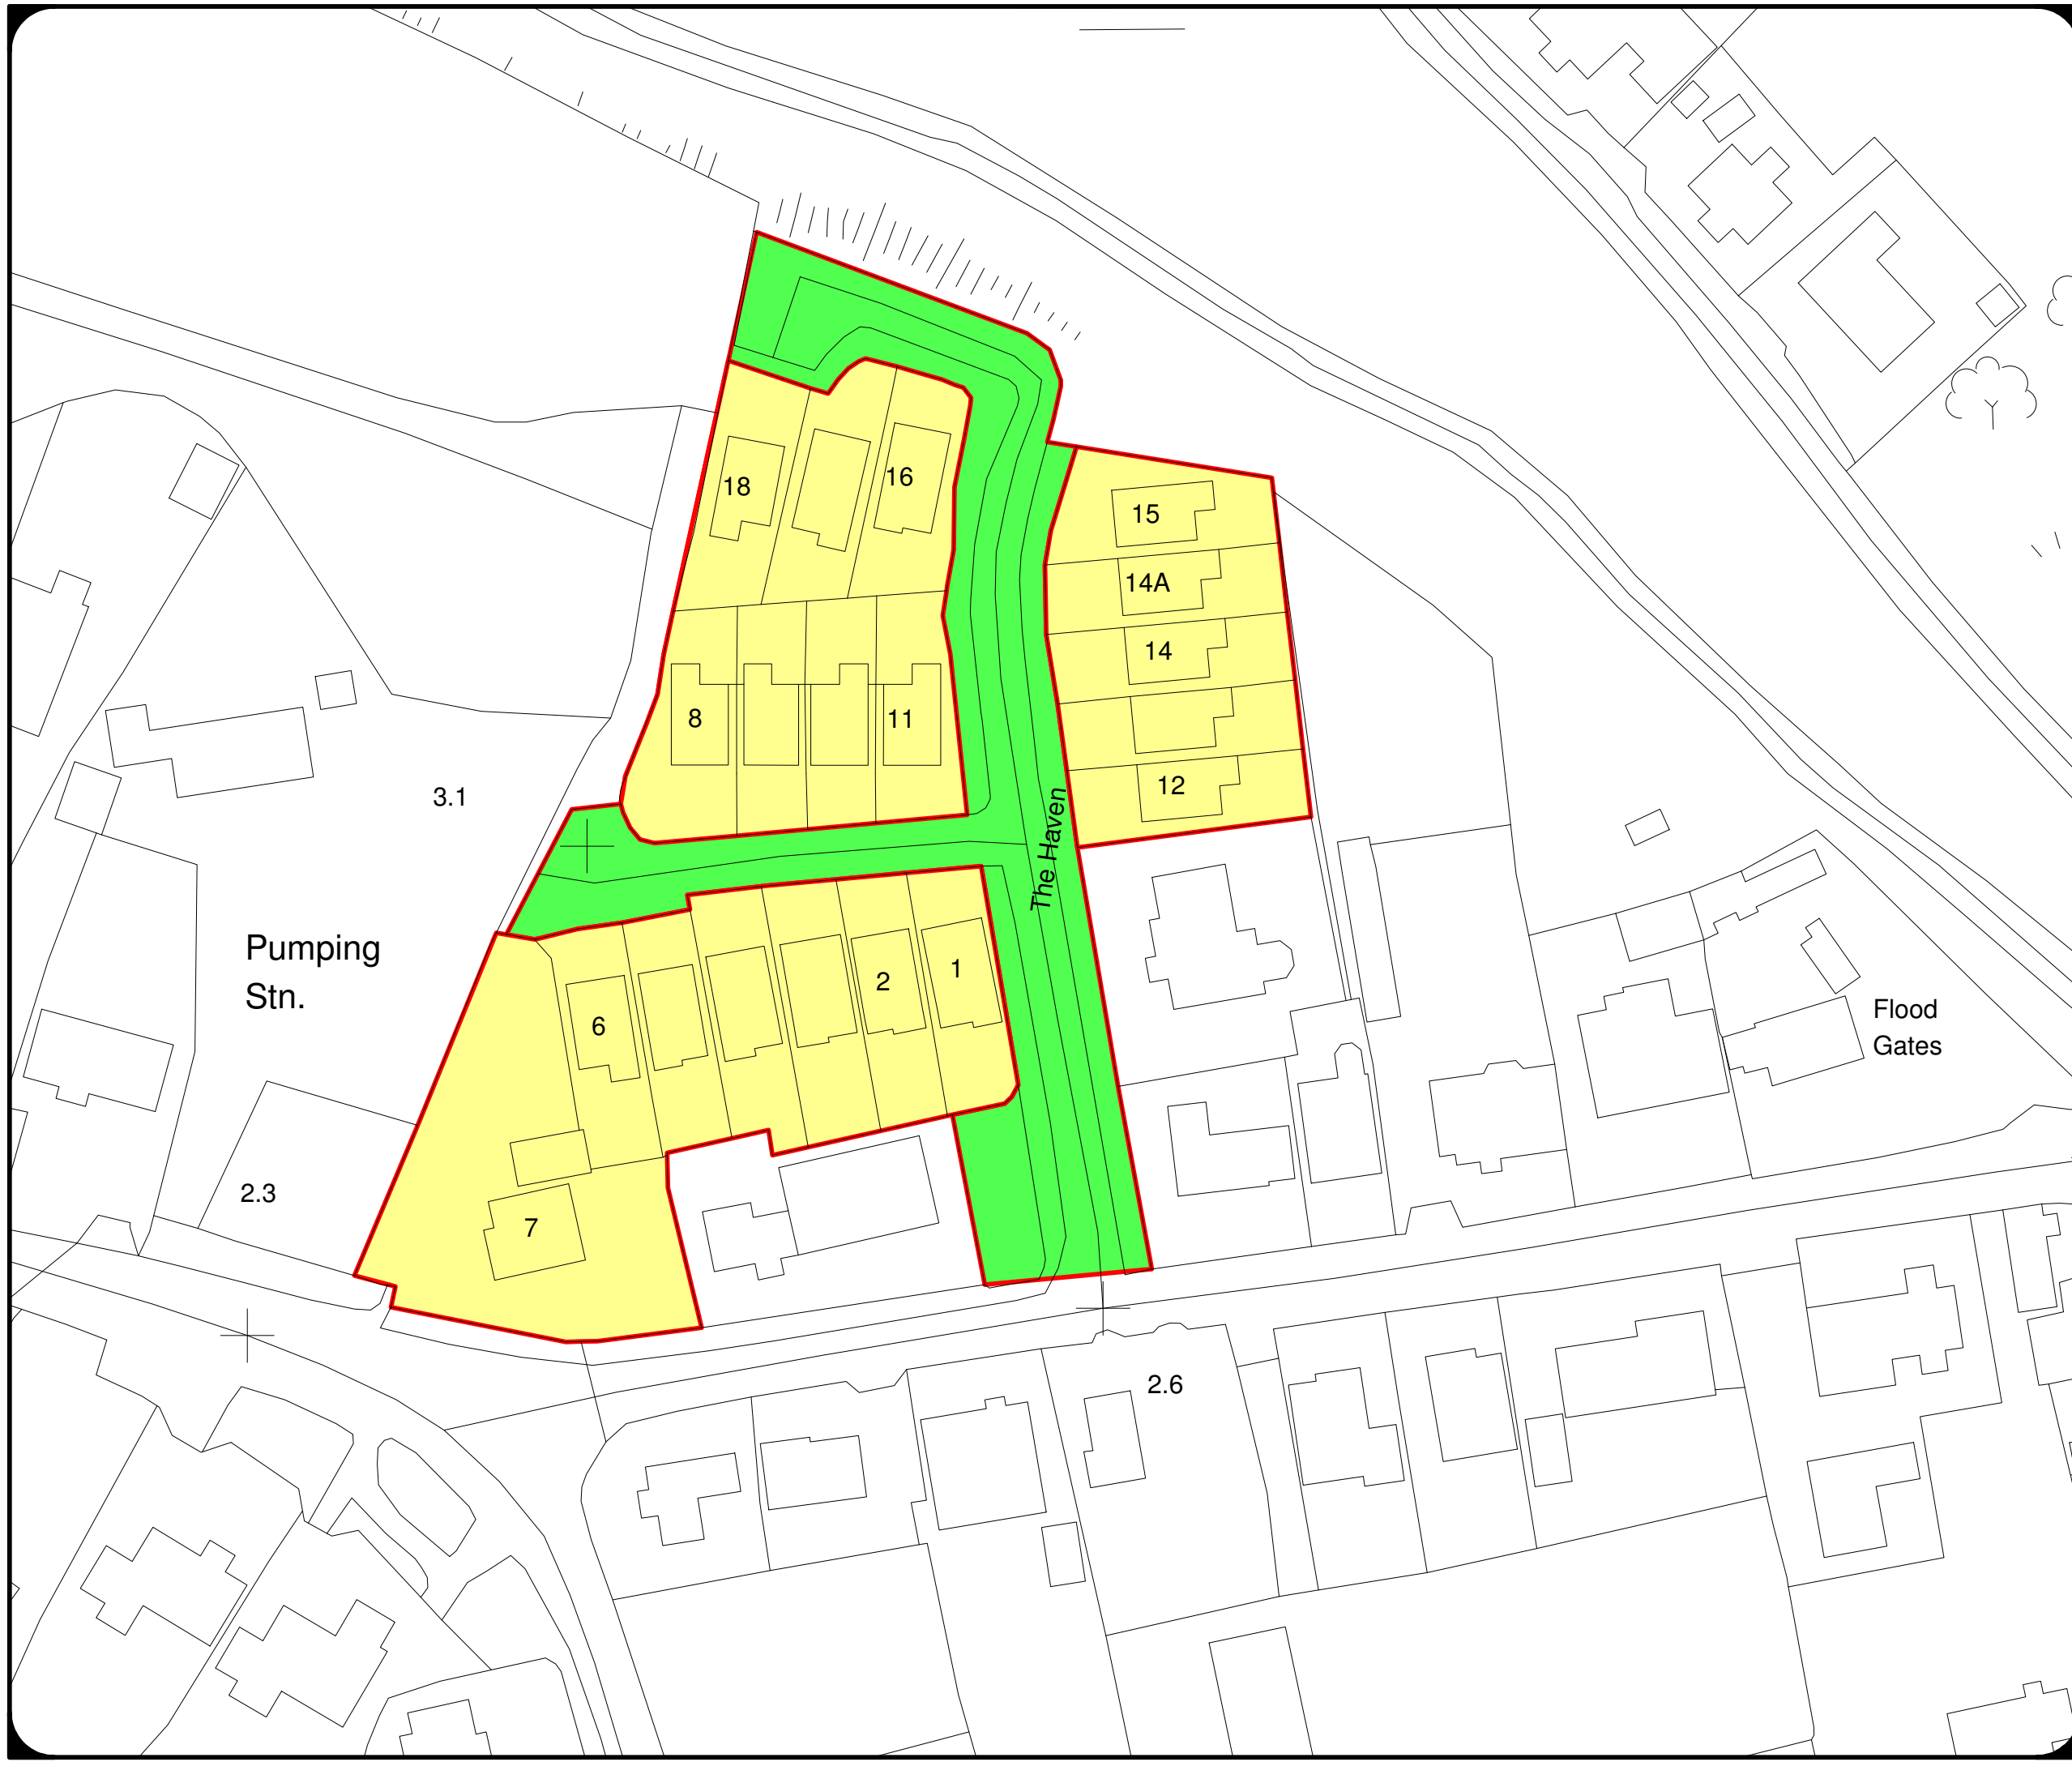 18
16
15
14A
14
8
11
12
3.1
The Haven
Pumping
Stn.
1
2
6
Flood
Gates
2.3
7
2.6